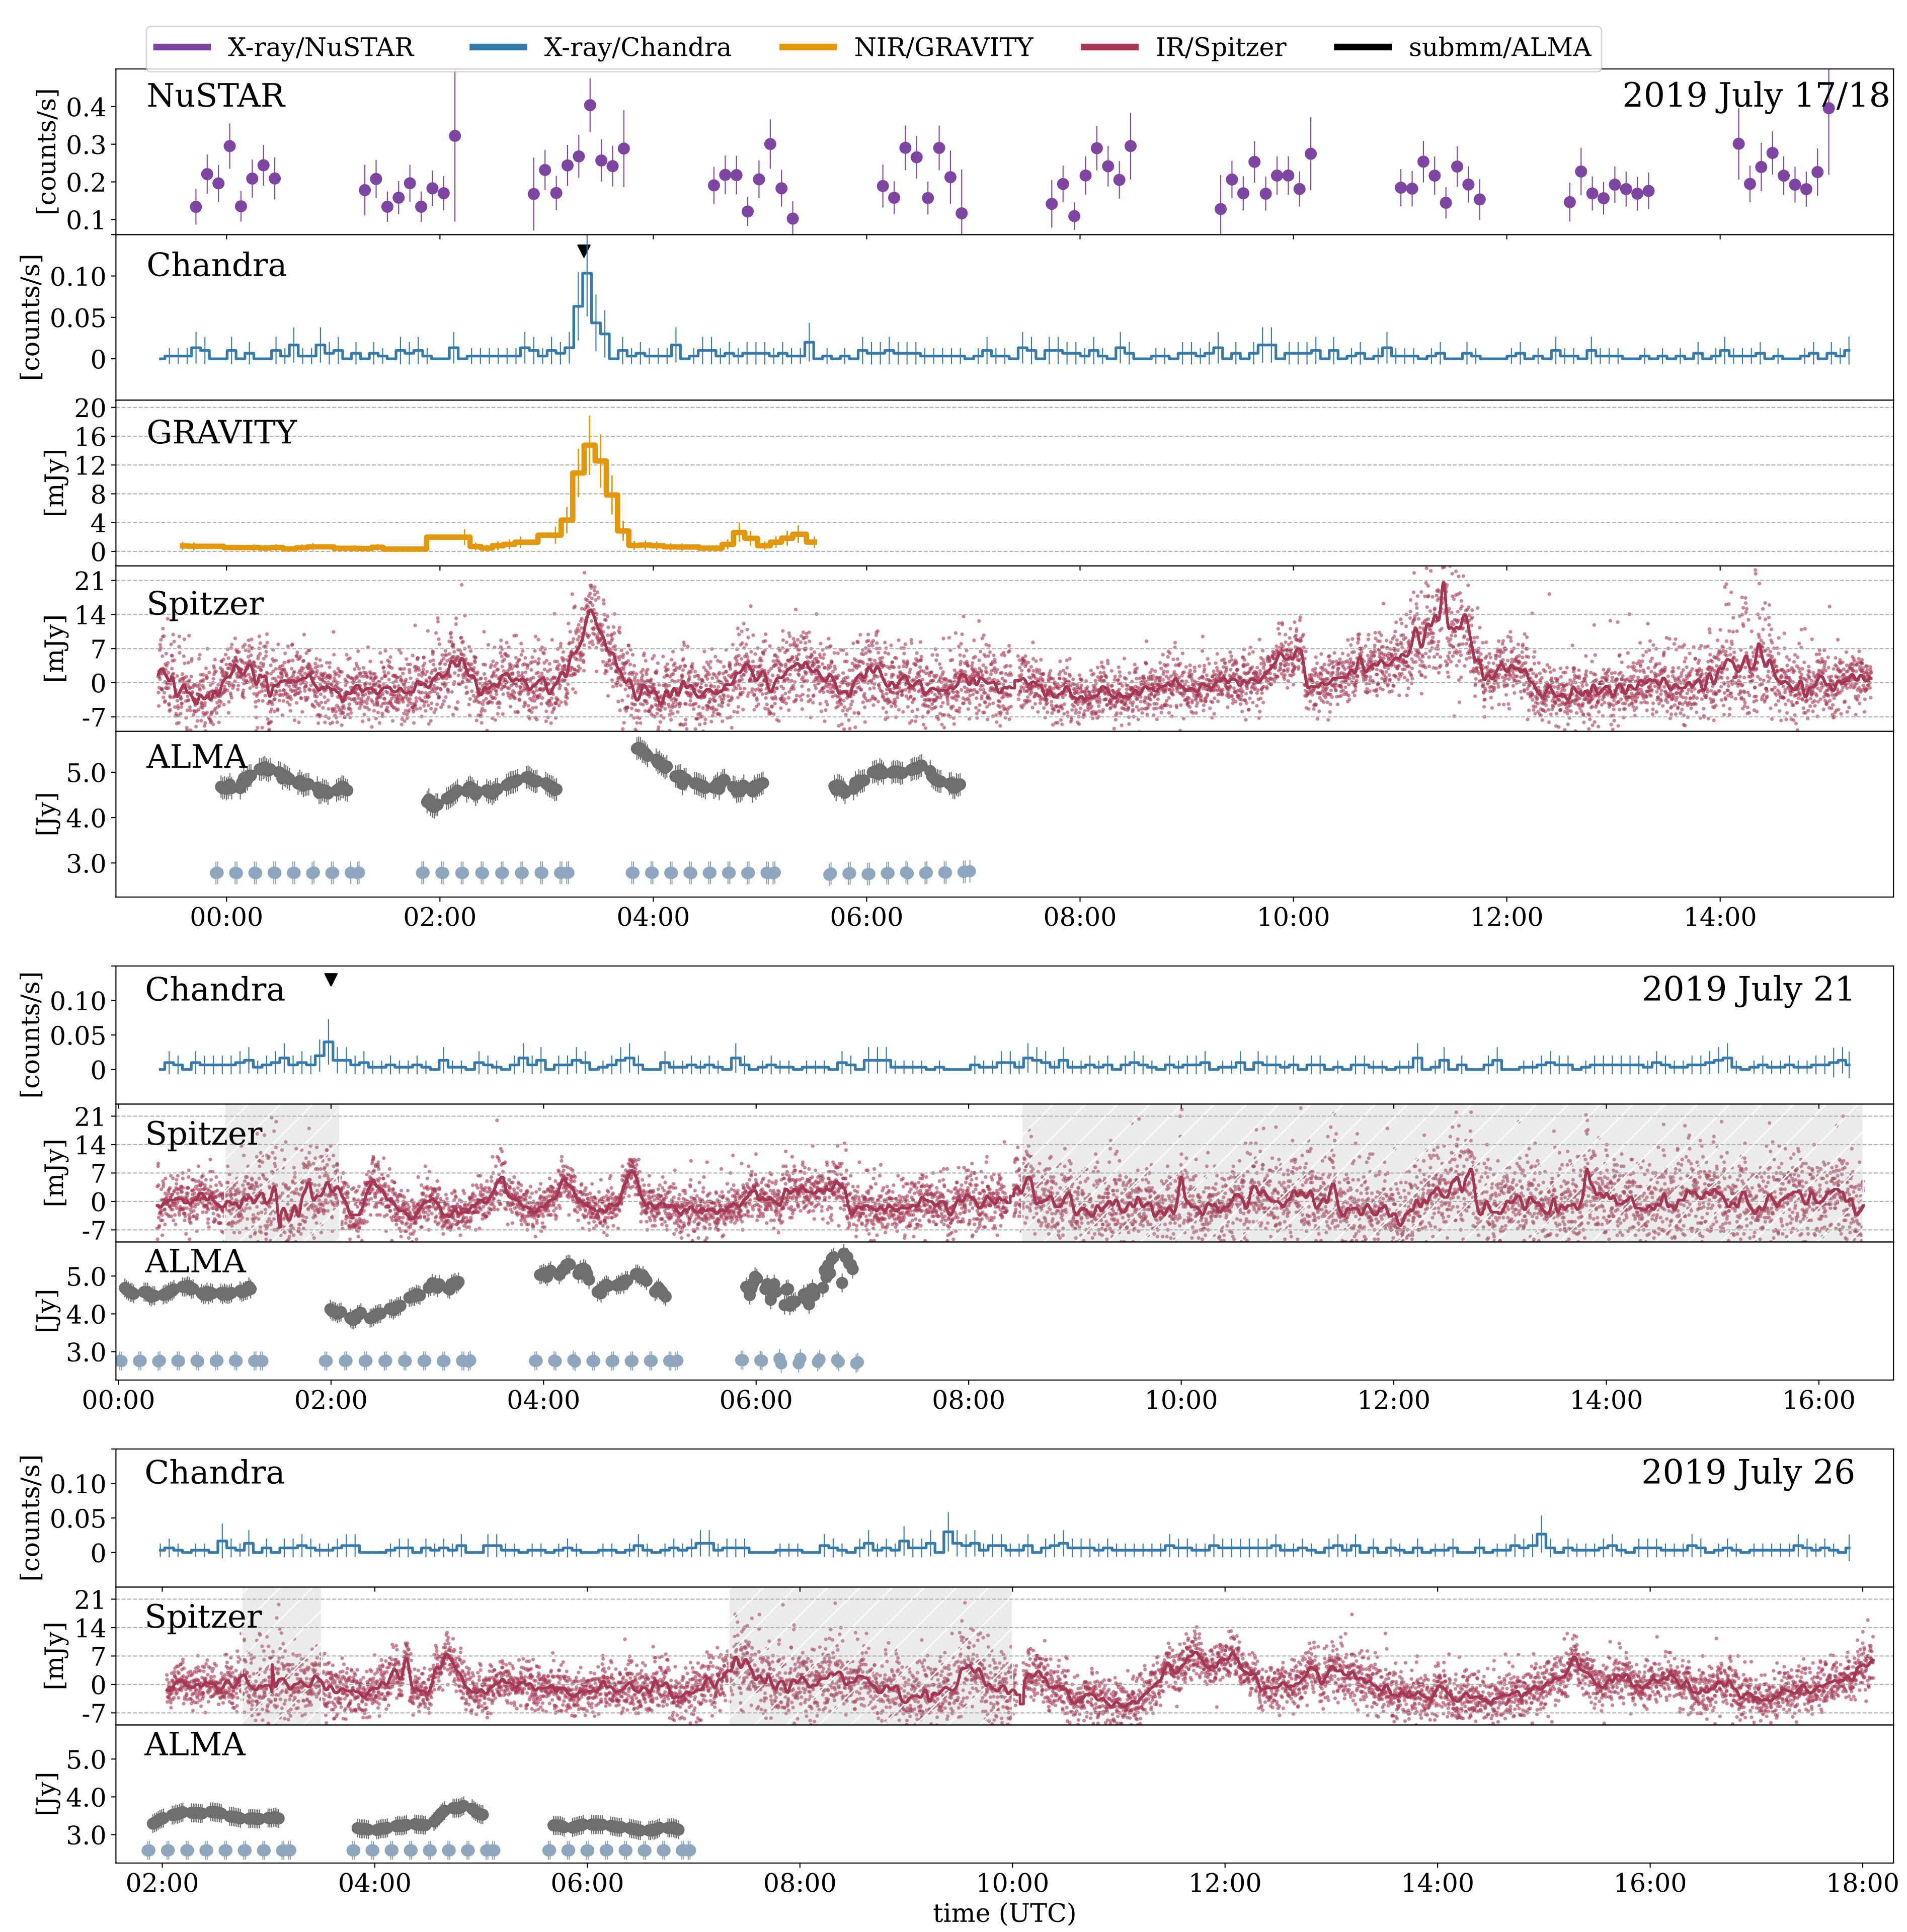 X-ray/NuSTAR X-ray/Chandra NIR/GRAVITY IR/Spitzer submm/ALMA
NuSTAR
2019 July 17/18
[counts/s]
0.4
0.3
0.2
0.1
Chandra
[counts/s]
0.10
0.05
0
GRAVITY
[mJy]
20
16
12
8
4
0
Spitzer
[mJy]
21
14
7
0
-7
ALMA
[Jy]
5.0
4.0
3.0
00:00 02:00 04:00 06:00 08:00 10:00 12:00 14:00
Chandra
2019 July 21
[counts/s]
0.10
0.05
0
Spitzer
[mJy]
21
14
7
0
-7
ALMA
[Jy]
5.0
4.0
3.0
00:00 02:00 04:00 06:00 08:00 10:00 12:00 14:00 16:00
Chandra
2019 July 26
[counts/s]
0.10
0.05
0
Spitzer
[mJy]
21
14
7
0
-7
ALMA
[Jy]
5.0
4.0
3.0
02:00 04:00 06:00 08:00 10:00 12:00 14:00 16:00 18:00
time (UTC)